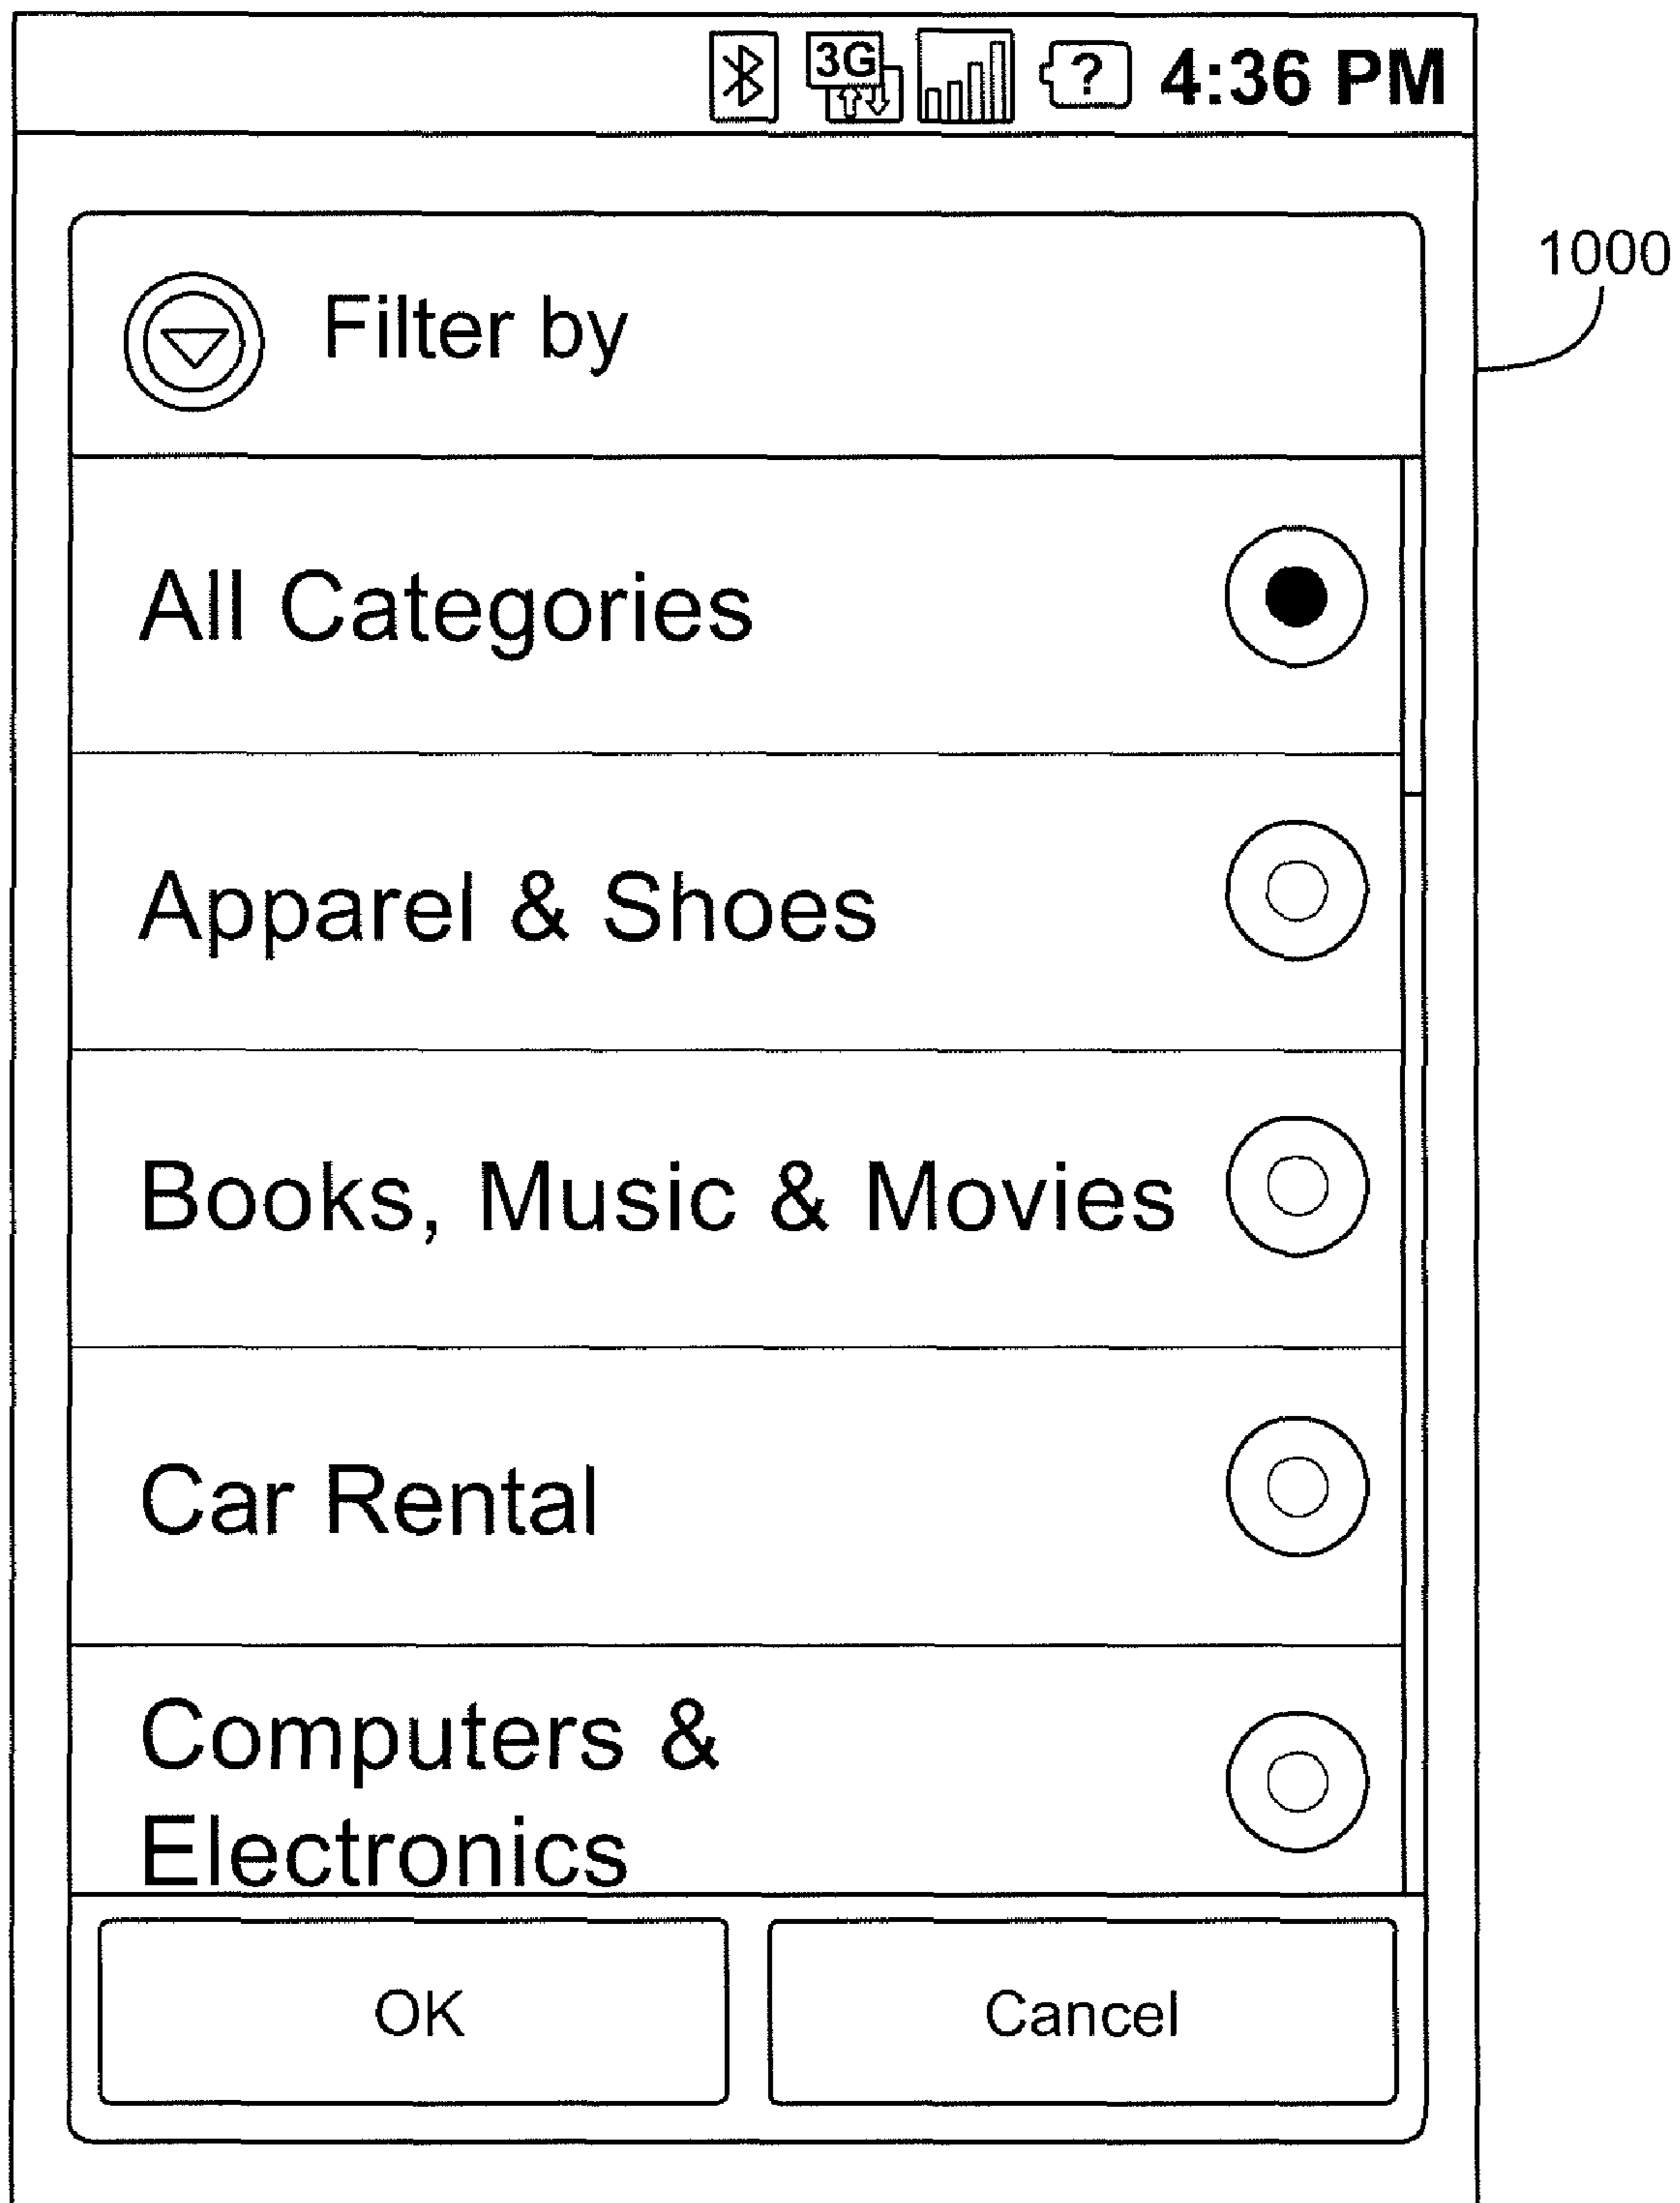 3G ? 4:36 PM
1000
Filter by
All Categories
Apparel & Shoes
Books, Music & Movies
Car Rental
Computers &
Electronics
OK Cancel